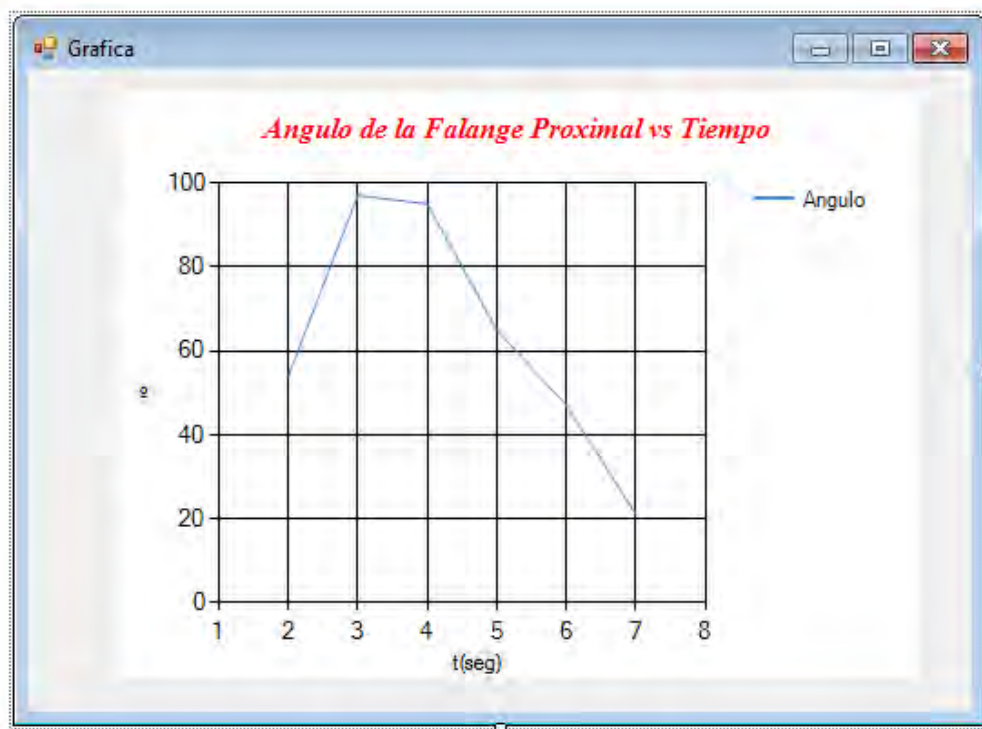 Grafica
Angulo de la Falange Proximal vs Tiempo
Angulo
100
80
60
40
20
0
º
1 2 3 4 5 6 7 8
t(seg)